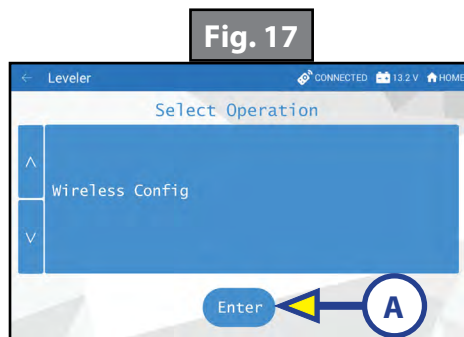 Fig. 17
← Leveler CONNECTED 13.2 V HOME
Select Operation
Wireless Config
Enter
A